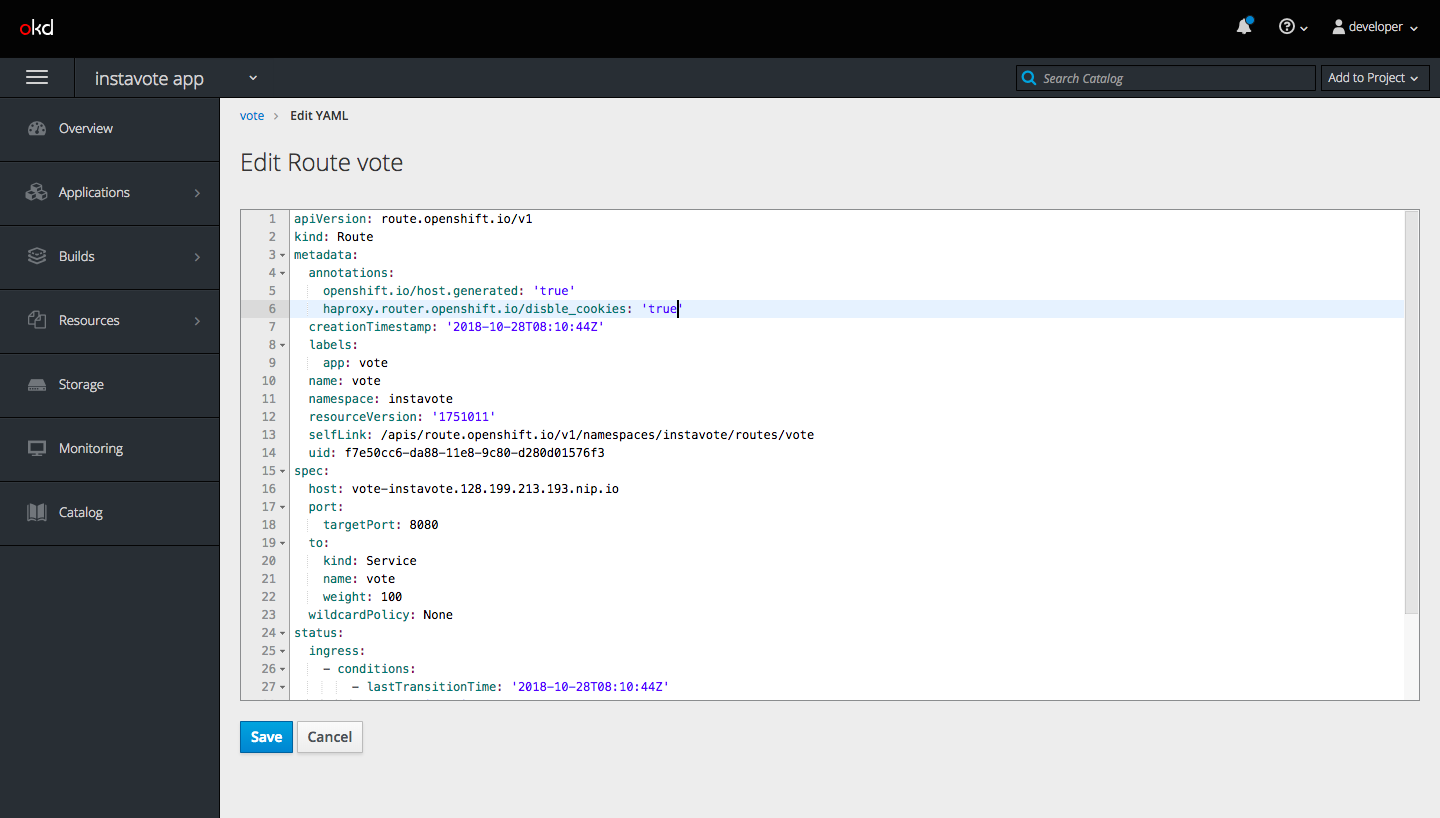 okd
developer
instavote app
Search Catalog
Add to Project
Overview
Applications
Builds
Resources
Storage
Monitoring
Catalog
vote > Edit YAML
Edit Route vote
1 apiVersion: route.openshift.io/v1
2 kind: Route
3 metadata:
4 annotations:
5 openshift.io/host.generated: 'true'
6 haproxy.router.openshift.io/disble_cookies: 'true'
7 creationTimestamp: '2018-10-28T08:10:44Z'
8 labels:
9 app: vote
10 name: vote
11 namespace: instavote
12 resourceVersion: '1751011'
13 selfLink: /apis/route.openshift.io/v1/namespaces/instavote/routes/vote
14 uid: f7e50cc6-da88-11e8-9c80-d280d01576f3
15 spec:
16 host: vote-instavote.128.199.213.193.nip.io
17 port:
18 targetPort: 8080
19 to:
20 kind: Service
21 name: vote
22 weight: 100
23 wildcardPolicy: None
24 status:
25 ingress:
26 - conditions:
27 - lastTransitionTime: '2018-10-28T08:10:44Z'
Save Cancel